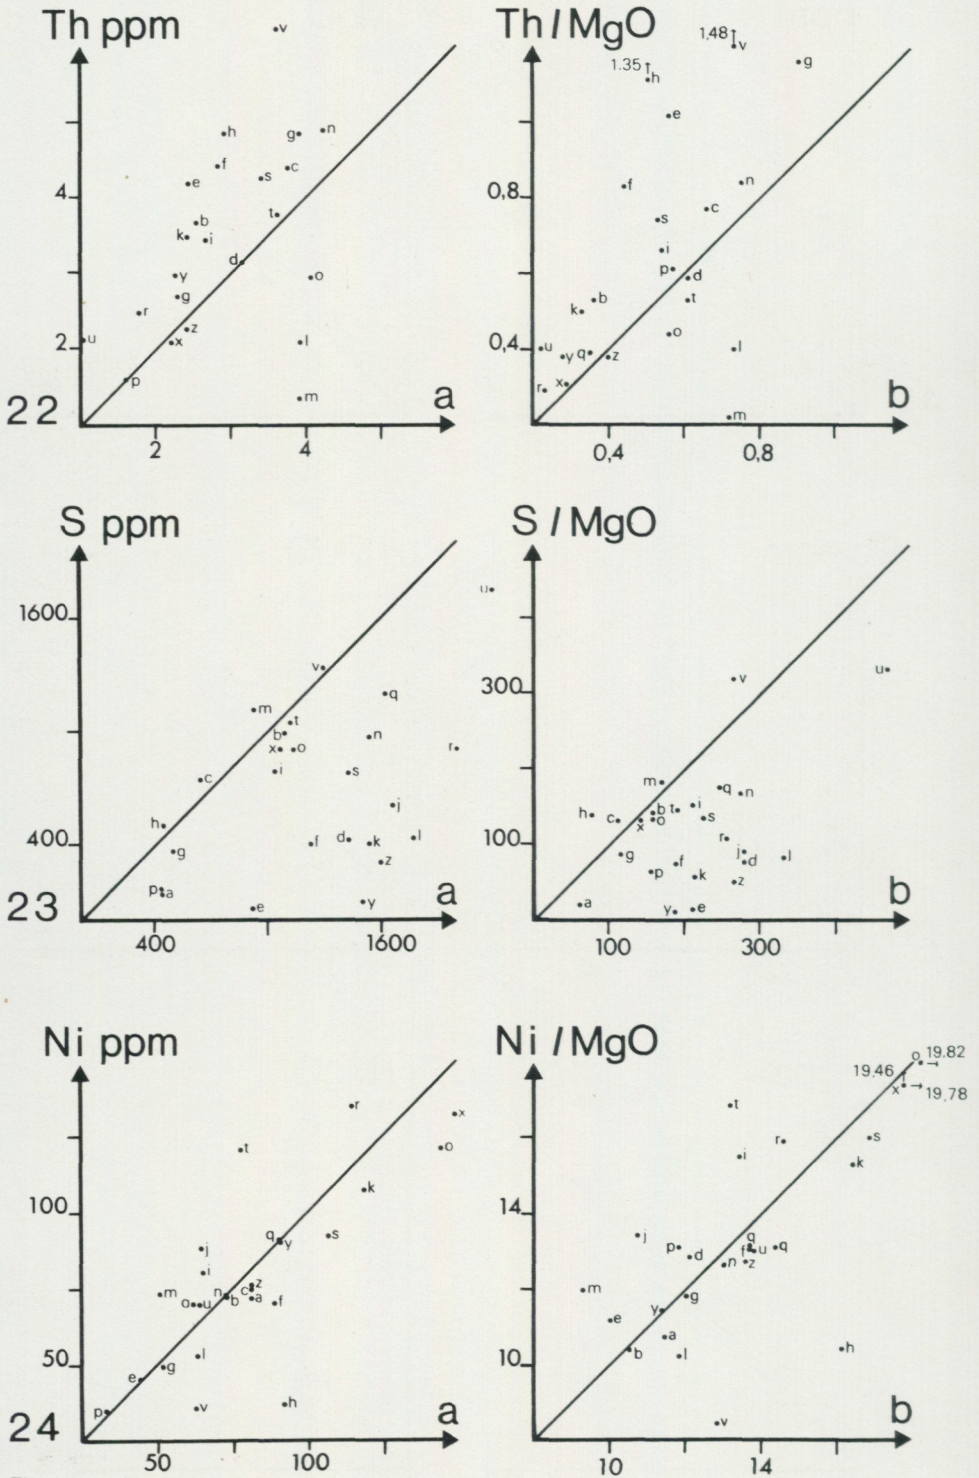 Th ppm
v
h
g
n
f
c
e
s
4
b
t
k
i
d
y
o
g
r
z
u
x
l
2
p
m
22
a
2
4
Th / MgO
1,48
v
g
1.35
h
e
f
n
0,8
c
s
i
p
d
b
t
k
o
0,4
u
y
q
z
l
r
x
m
b
0,4
0,8
S ppm
u
1600
v
q
m
t
b
n
x
o
r
i
s
c
j
h
400
f
d
k
l
g
z
p
a
y
e
23
a
400
1600
S / MgO
300
v
u
m
q
n
i
h
b
t
c
x
o
s
100
r
j
g
f
d
l
p
k
z
a
y
e
b
100
300
Ni ppm
r
x
t
o
k
100
q
s
y
j
i
z
m
n
c
b
a
o
u
f
50
l
g
e
p
v
h
24
a
50
100
Ni / MgO
o
19.82
19,46
x
19,78
t
r
s
i
k
14
j
p
q
q
d
f
u
n
z
m
y
g
e
a
10
b
l
h
v
b
10
14